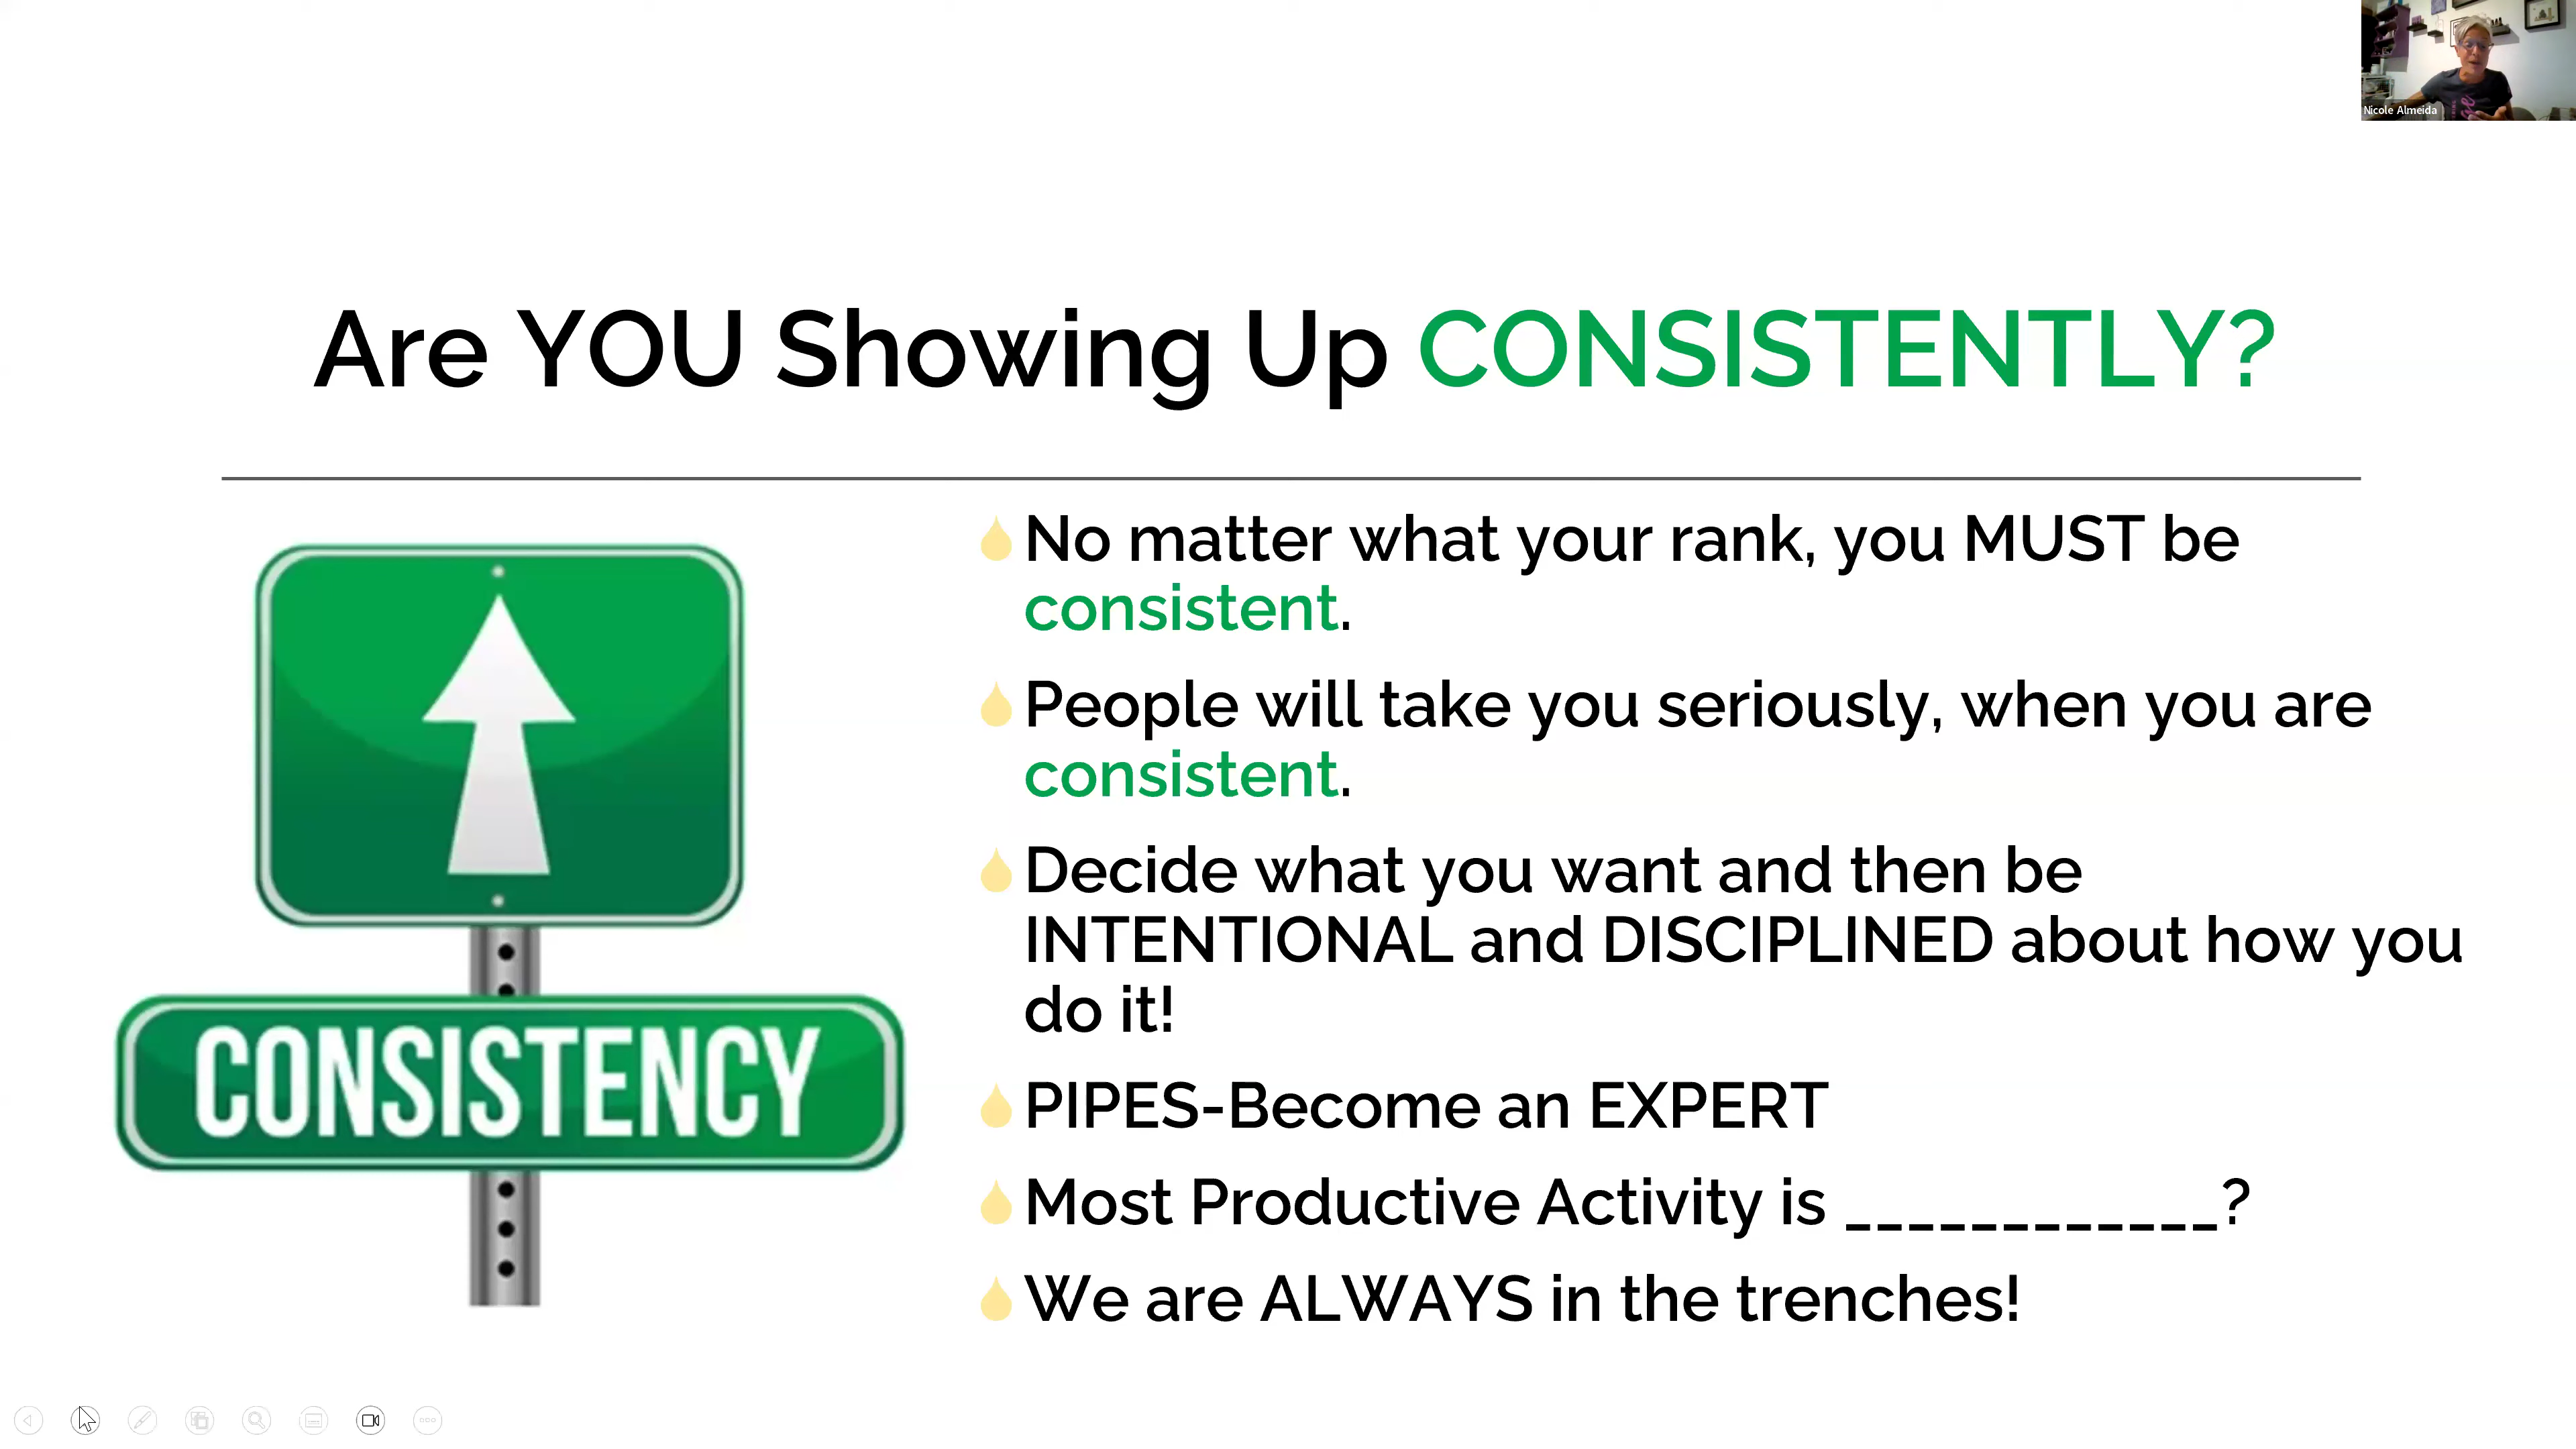 Nicole Almeida
Are YOU Showing Up CONSISTENTLY?
CONSISTENCY
No matter what your rank, you MUST be
consistent.
People will take you seriously, when you are
consistent.
Decide what you want and then be
INTENTIONAL and DISCIPLINED about how you
do it!
PIPES-Become an EXPERT
Most Productive Activity is ____________?
We are ALWAYS in the trenches!